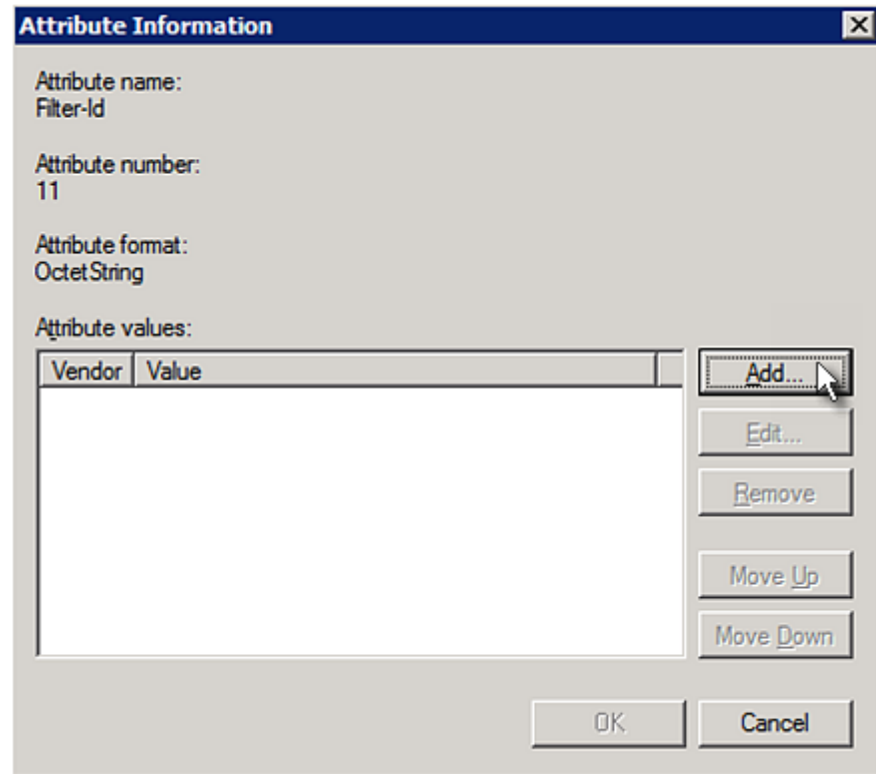 Attribute Information
Attribute name:
Filter-Id
Attribute number:
11
Attribute format:
OctetString
Attribute values:
Vendor Value
Add...
Edit...
Remove
Move Up
Move Down
OK Cancel